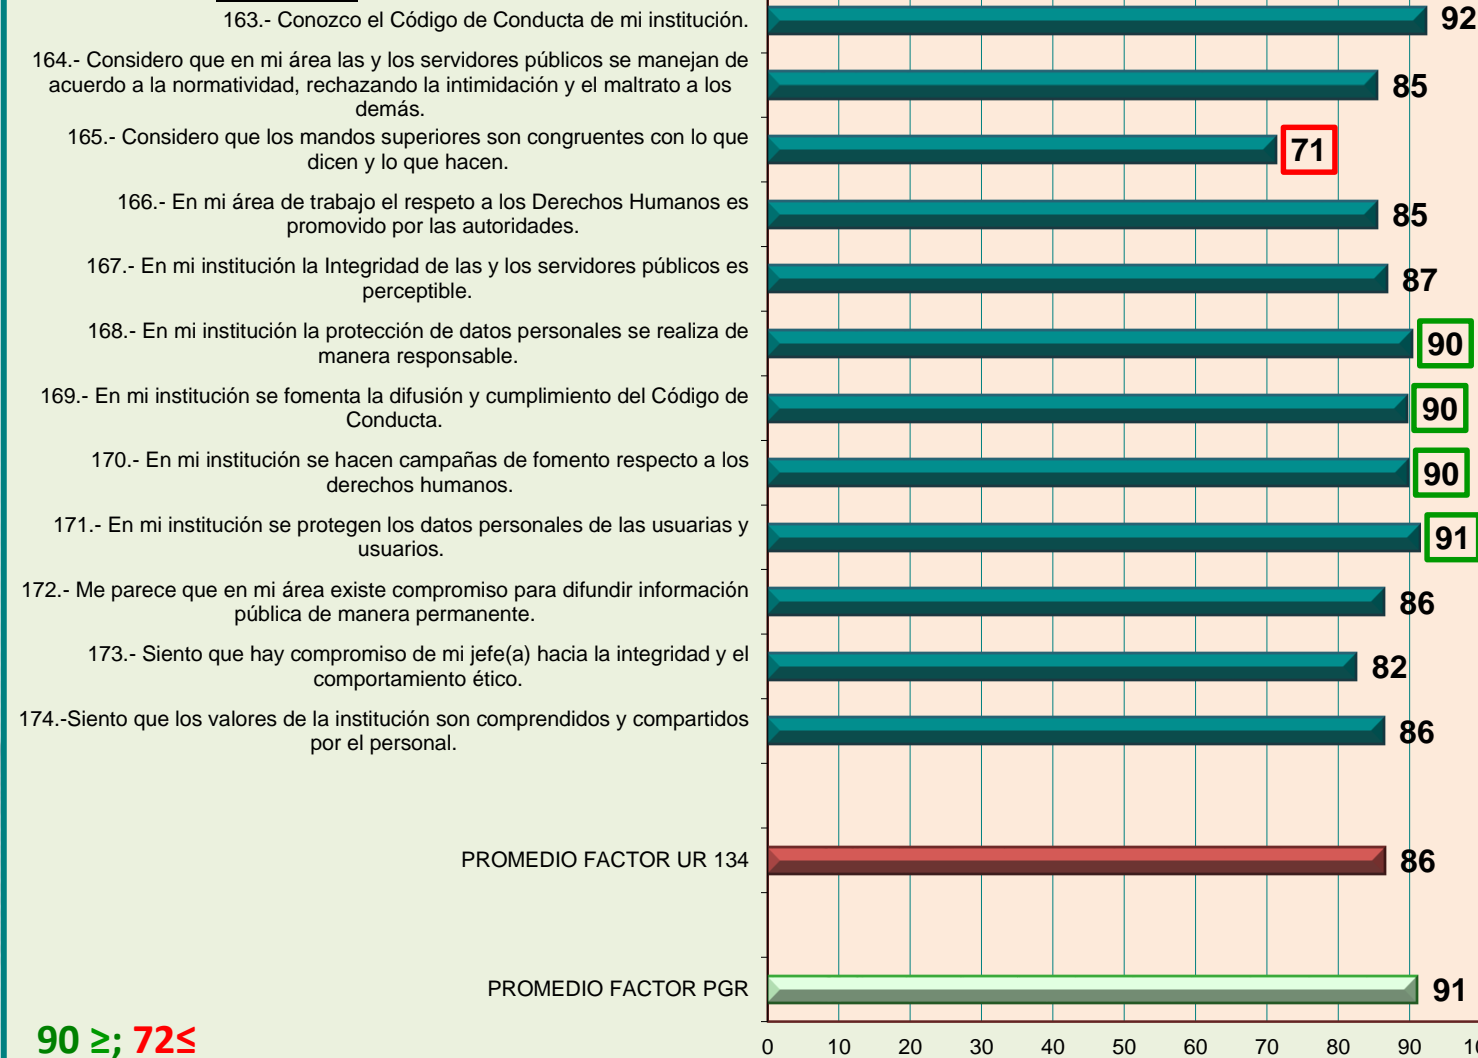 163.- Conozco el Código de Conducta de mi institución.
92
164.- Considero que en mi área las y los servidores públicos se manejan de
acuerdo a la normatividad, rechazando la intimidación y el maltrato a los
demás.
85
165.- Considero que los mandos superiores son congruentes con lo que
dicen y lo que hacen.
71
166.- En mi área de trabajo el respeto a los Derechos Humanos es
promovido por las autoridades.
85
167.- En mi institución la Integridad de las y los servidores públicos es
perceptible.
87
168.- En mi institución la protección de datos personales se realiza de
manera responsable.
90
169.- En mi institución se fomenta la difusión y cumplimiento del Código de
Conducta.
90
170.- En mi institución se hacen campañas de fomento respecto a los
derechos humanos.
90
171.- En mi institución se protegen los datos personales de las usuarias y
usuarios.
91
172.- Me parece que en mi área existe compromiso para difundir información
pública de manera permanente.
86
173.- Siento que hay compromiso de mi jefe(a) hacia la integridad y el
comportamiento ético.
82
174.-Siento que los valores de la institución son comprendidos y compartidos
por el personal.
86
PROMEDIO FACTOR UR 134
86
PROMEDIO FACTOR PGR
91
90 ≥; 72≤
0 10 20 30 40 50 60 70 80 90